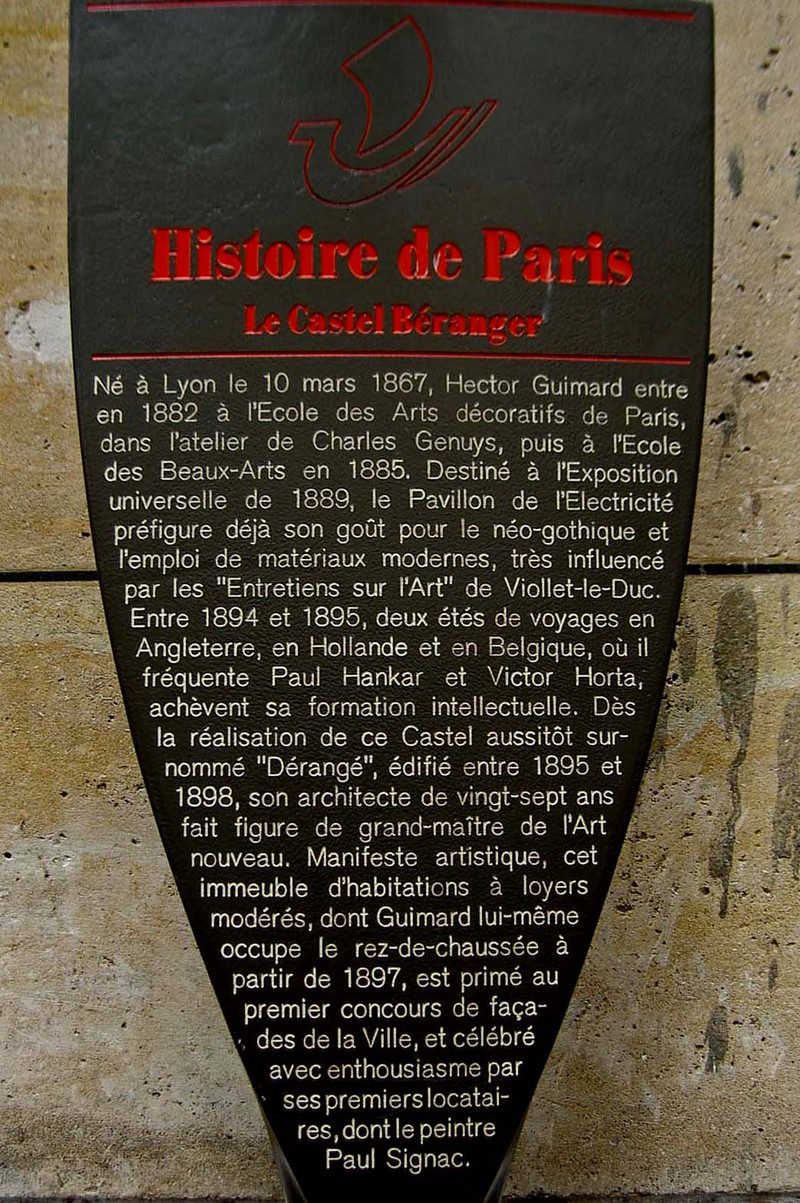 Histoire de Paris
Le Castel Béranger
Né à Lyon le 10 mars 1867, Hector Guimard entre
en 1882 à l'Ecole des Arts décoratifs de Paris,
dans l'atelier de Charles Genuys, puis à l'Ecole
des Beaux-Arts en 1885. Destiné à l'Exposition
universelle de 1889, le Pavillon de l'Electricité
préfigure déjà son goût pour le néo-gothique et
l'emploi de matériaux modernes, très influencé
par les "Entretiens sur l'Art" de Viollet-le-Duc.
Entre 1894 et 1895, deux étés de voyages en
Angleterre, en Hollande et en Belgique, où il
fréquente Paul Hankar et Victor Horta,
achèvent sa formation intellectuelle. Dès
la réalisation de ce Castel aussitôt sur-
nommé "Dérangé", édifié entre 1895 et
1898, son architecte de vingt-sept ans
fait figure de grand-maître de l'Art
nouveau. Manifeste artistique, cet
immeuble d'habitations à loyers
modérés, dont Guimard lui-même
occupe le rez-de-chaussée à
partir de 1897, est primé au
premier concours de faça-
des de la Ville, et célébré
avec enthousiasme par
ses premiers locatai-
res, dont le peintre
Paul Signac.